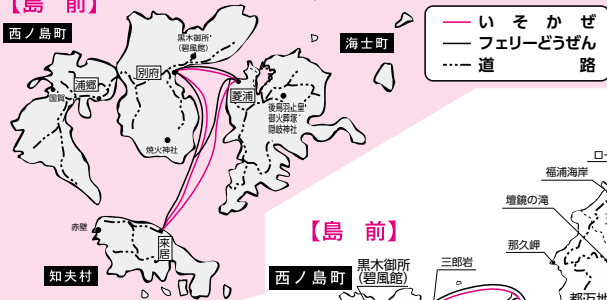 【島 前】
西ノ島町
黒木御所
(碧風館)
海士町
いそかぜ
フェリーどうぜん
道路
別府
浦郷
国賀
菱浦
後鳥羽上皇
御火葬塚
隠岐神社
焼火神社
赤壁
来居
知夫村
【島 前】
西ノ島町
黒木御所
(碧風館)
三郎岩
ロー
福浦海岸
壇鏡の滝
那久岬